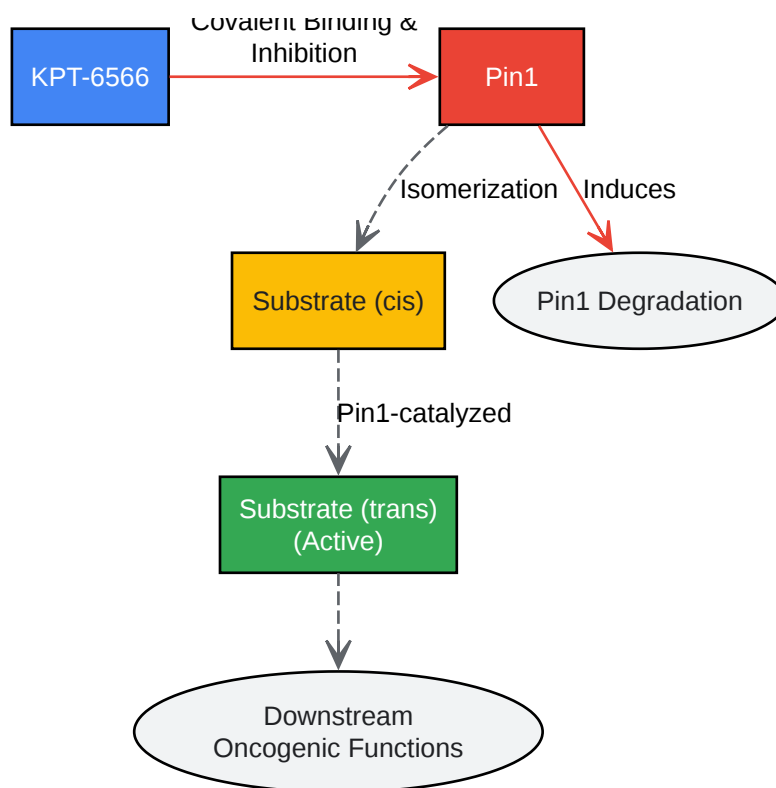 Covalent Binding &
Inhibition
KPT-6566
Pin1
Isomerization
Induces
Substrate (cis)
Pin1 Degradation
Pin1-catalyzed
Substrate (trans)
(Active)
Downstream
Oncogenic Functions